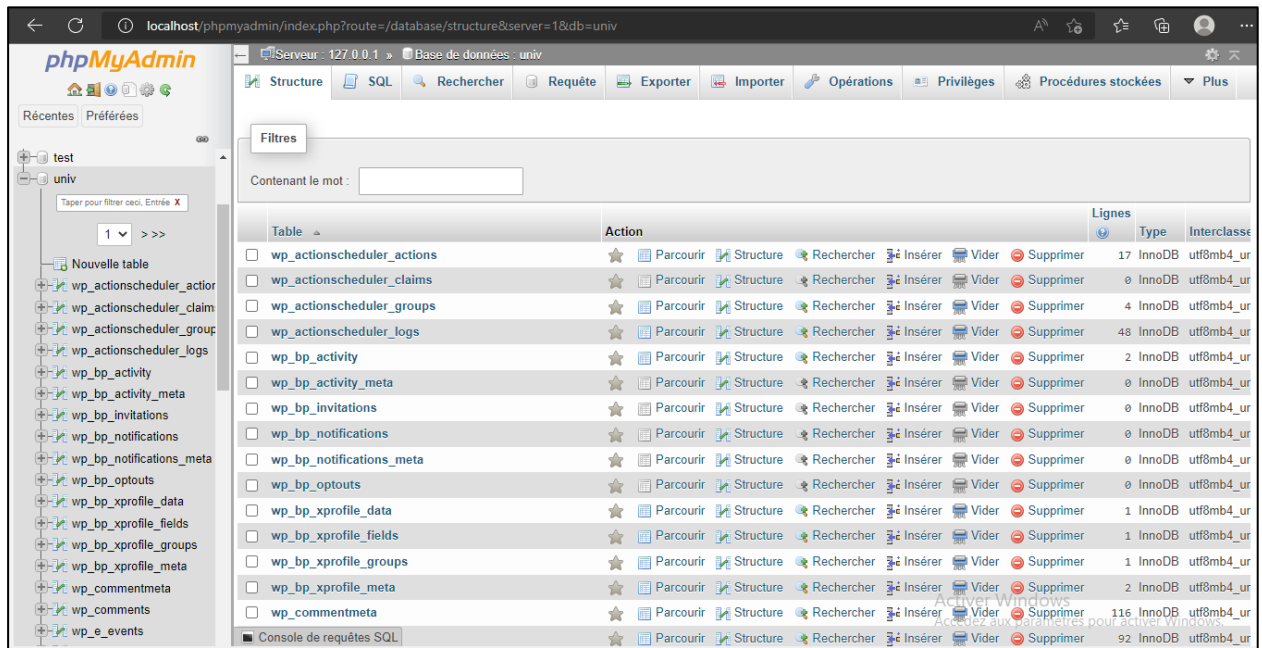 localhost/phpmyadmin/index.php?route=/database/structure&server=1&db=univ
phpMyAdmin
Récentes Préférées
test
univ
Taper pour filtrer ceci, Entrée X
1 > >>
Nouvelle table
wp_actionscheduler_action
wp_actionscheduler_claim
wp_actionscheduler_group
wp_actionscheduler_logs
wp_bp_activity
wp_bp_activity_meta
wp_bp_invitations
wp_bp_notifications
wp_bp_notifications_meta
wp_bp_optouts
wp_bp_xprofile_data
wp_bp_xprofile_fields
wp_bp_xprofile_groups
wp_bp_xprofile_meta
wp_commentmeta
wp_comments
wp_e_events
Serveur : 127.0.0.1 » Base de données : univ
Structure SQL Rechercher Requête Exporter Importer Opérations Privilèges Procédures stockées Plus
Filtres
Contenant le mot :
Table Action Lignes Type Interclasse
wp_actionscheduler_actions Parcourir Structure Rechercher Insérer Vider Supprimer 17 InnoDB utf8mb4_ur
wp_actionscheduler_claims Parcourir Structure Rechercher Insérer Vider Supprimer 0 InnoDB utf8mb4_ur
wp_actionscheduler_groups Parcourir Structure Rechercher Insérer Vider Supprimer 4 InnoDB utf8mb4_ur
wp_actionscheduler_logs Parcourir Structure Rechercher Insérer Vider Supprimer 48 InnoDB utf8mb4_ur
wp_bp_activity Parcourir Structure Rechercher Insérer Vider Supprimer 2 InnoDB utf8mb4_ur
wp_bp_activity_meta Parcourir Structure Rechercher Insérer Vider Supprimer 0 InnoDB utf8mb4_ur
wp_bp_invitations Parcourir Structure Rechercher Insérer Vider Supprimer 0 InnoDB utf8mb4_ur
wp_bp_notifications Parcourir Structure Rechercher Insérer Vider Supprimer 0 InnoDB utf8mb4_ur
wp_bp_notifications_meta Parcourir Structure Rechercher Insérer Vider Supprimer 0 InnoDB utf8mb4_ur
wp_bp_optouts Parcourir Structure Rechercher Insérer Vider Supprimer 0 InnoDB utf8mb4_ur
wp_bp_xprofile_data Parcourir Structure Rechercher Insérer Vider Supprimer 1 InnoDB utf8mb4_ur
wp_bp_xprofile_fields Parcourir Structure Rechercher Insérer Vider Supprimer 1 InnoDB utf8mb4_ur
wp_bp_xprofile_groups Parcourir Structure Rechercher Insérer Vider Supprimer 1 InnoDB utf8mb4_ur
wp_bp_xprofile_meta Parcourir Structure Rechercher Insérer Vider Supprimer 2 InnoDB utf8mb4_ur
wp_commentmeta Parcourir Structure Rechercher Insérer Vider Supprimer 116 InnoDB utf8mb4_ur
Console de requêtes SQL Parcourir Structure Rechercher Insérer Vider Supprimer 92 InnoDB utf8mb4_ur
Activer Windows
Accédez aux paramètres pour activer Windows.